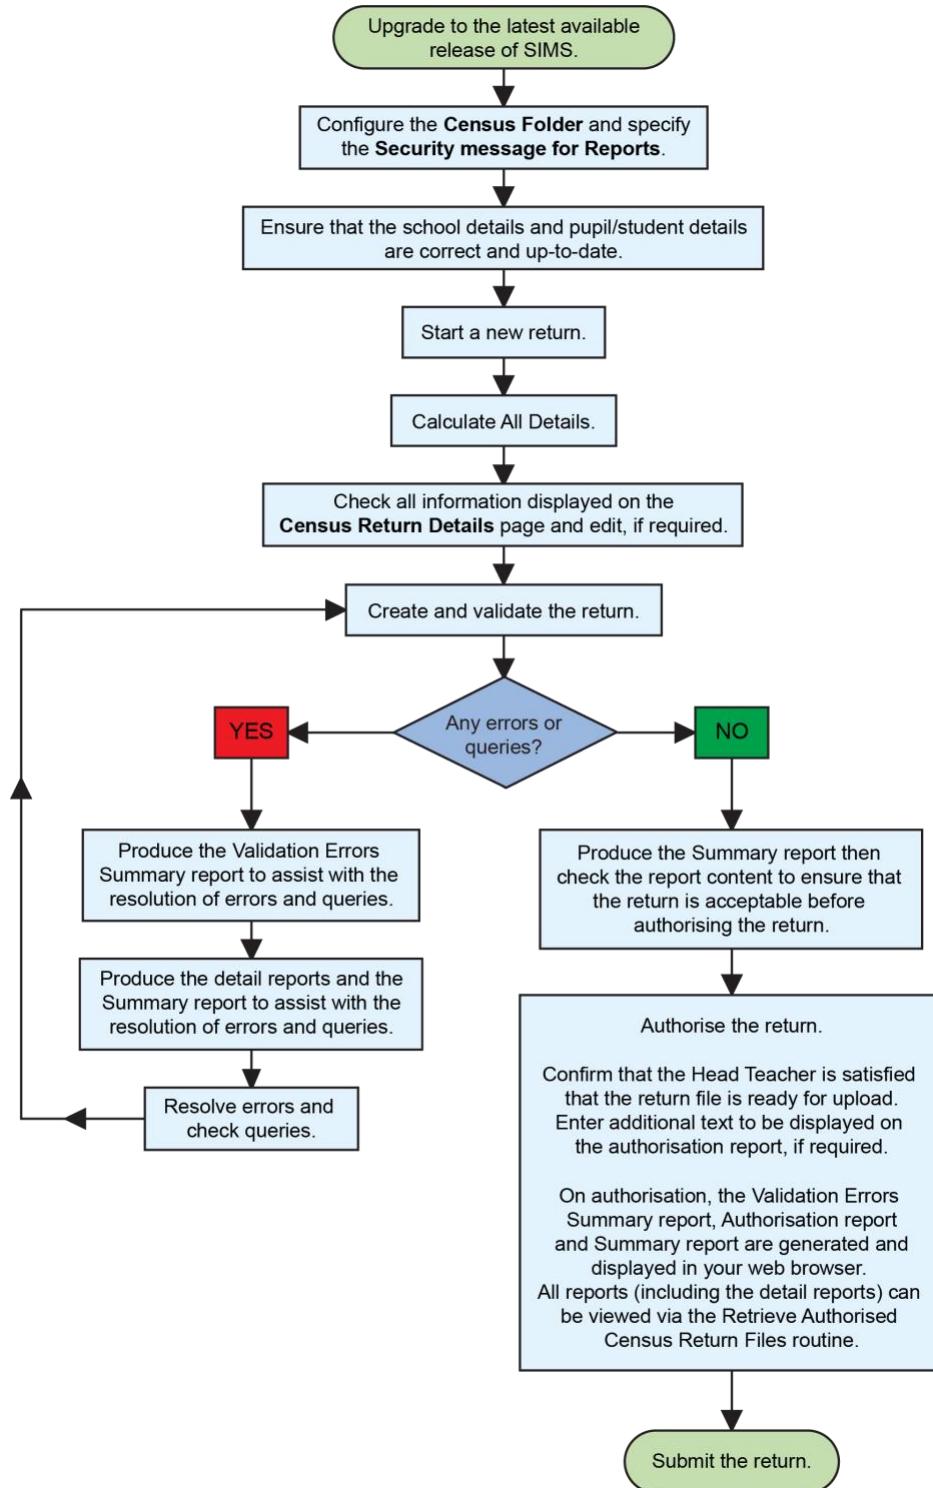 Upgrade to the latest available
release of SIMS.
Configure the Census Folder and specify
the Security message for Reports.
Ensure that the school details and pupil/student details
are correct and up-to-date.
Start a new return.
Calculate All Details.
Check all information displayed on the
Census Return Details page and edit, if required.
Create and validate the return.
Any errors or
queries?
YES
NO
Produce the Validation Errors
Summary report to assist with the
resolution of errors and queries.
Produce the detail reports and the
Summary report to assist with the
resolution of errors and queries.
Resolve errors and
check queries.
Produce the Summary report then
check the report content to ensure that
the return is acceptable before
authorising the return.
Authorise the return.
Confirm that the Head Teacher is satisfied
that the return file is ready for upload.
Enter additional text to be displayed on
the authorisation report, if required.
On authorisation, the Validation Errors
Summary report, Authorisation report
and Summary report are generated and
displayed in your web browser.
All reports (including the detail reports) can
be viewed via the Retrieve Authorised
Census Return Files routine.
Submit the return.